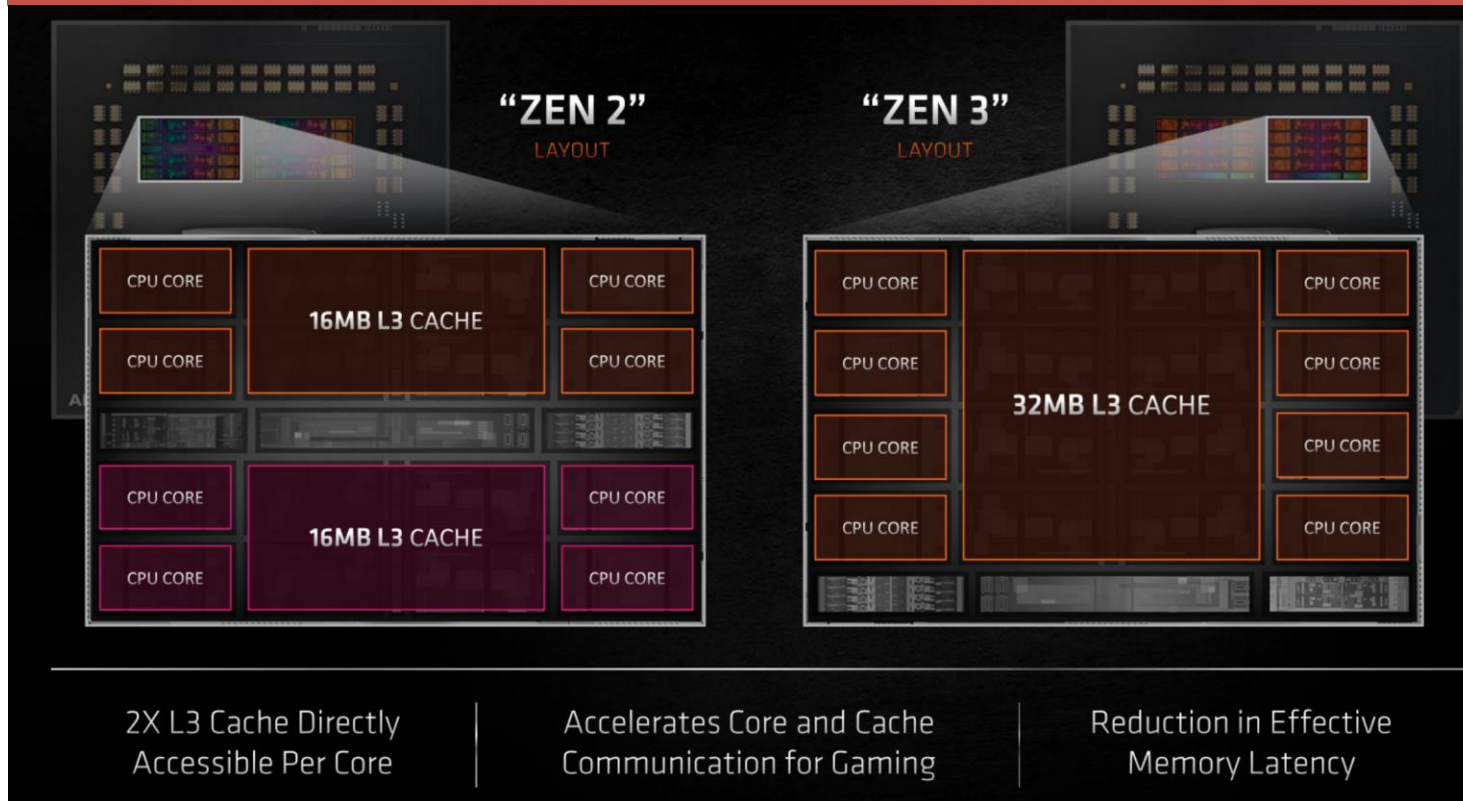 “ZEN 2”
LAYOUT
“ZEN 3”
LAYOUT
CPU CORE
CPU CORE
16MB L3 CACHE
CPU CORE
CPU CORE
CPU CORE
CPU CORE
16MB L3 CACHE
CPU CORE
CPU CORE
CPU CORE
CPU CORE
CPU CORE
CPU CORE
32MB L3 CACHE
CPU CORE
CPU CORE
CPU CORE
CPU CORE
2X L3 Cache Directly
Accessible Per Core
Accelerates Core and Cache
Communication for Gaming
Reduction in Effective
Memory Latency